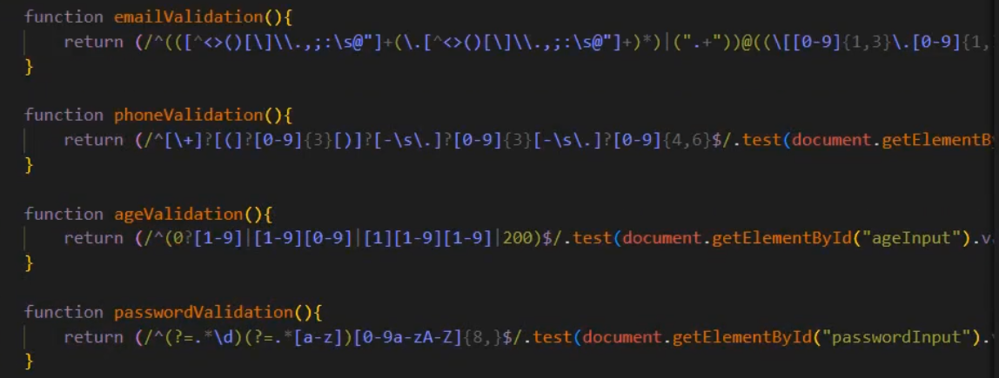 function emailValidation(){
return (/^(([^<>()[\]\\.,;:\s@"]+(\.[^<>()[\]\\.,;:\s@"]+)*)|(".+"))@((\[[0-9]{1,3}\.[0-9]{1,
}
function phoneValidation(){
return (/^[\+]?[(]?[0-9]{3}[)]?[-\s\.]?[0-9]{3}[-\s\.]?[0-9]{4,6}$/.test(document.getElementBy
}
function ageValidation(){
return (/^(0?[1-9]|[1-9][0-9]|[1][1-9][1-9]|200)$/.test(document.getElementById("ageInput").va
}
function passwordValidation(){
return (/^(?=.*\d)(?=.*[a-z])[0-9a-zA-Z]{8,}$/.test(document.getElementById("passwordInput").
}